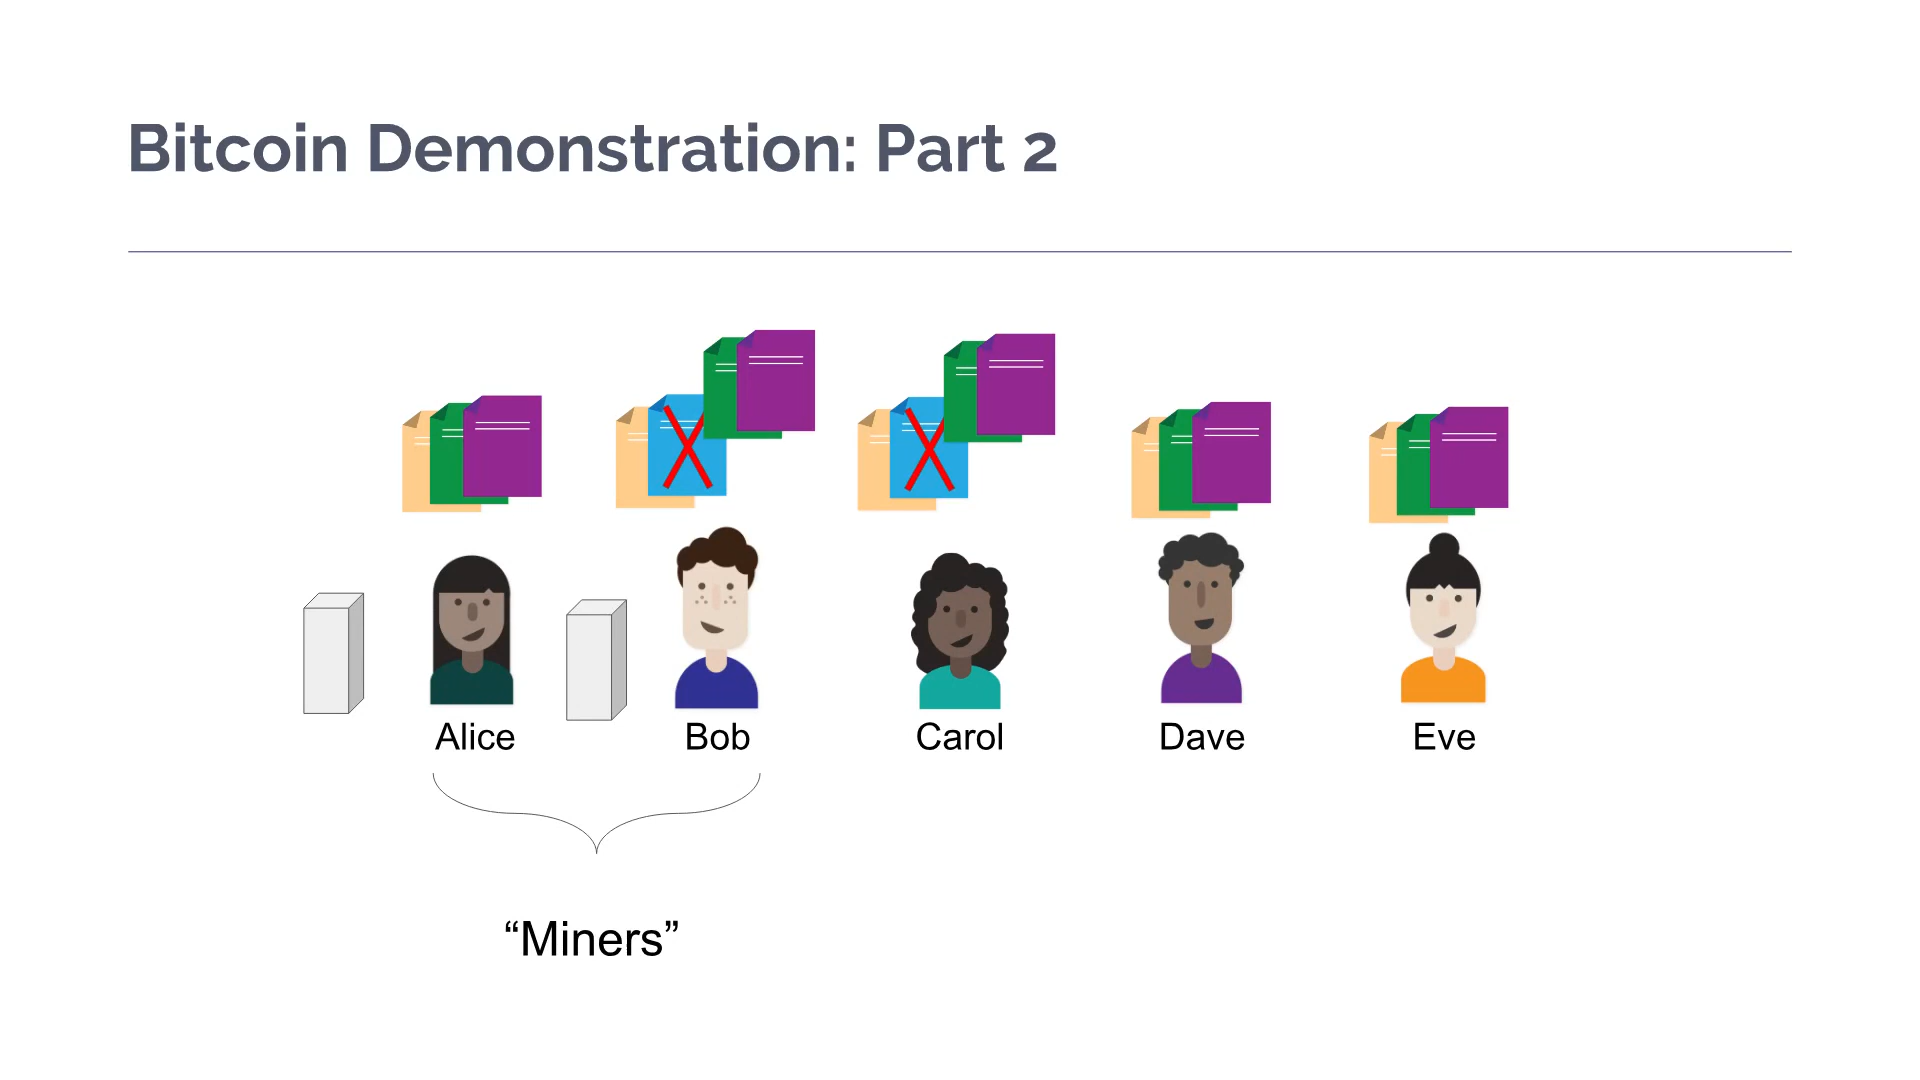 Bitcoin Demonstration: Part 2
Alice
Bob
Carol
Dave
Eve
“Miners”